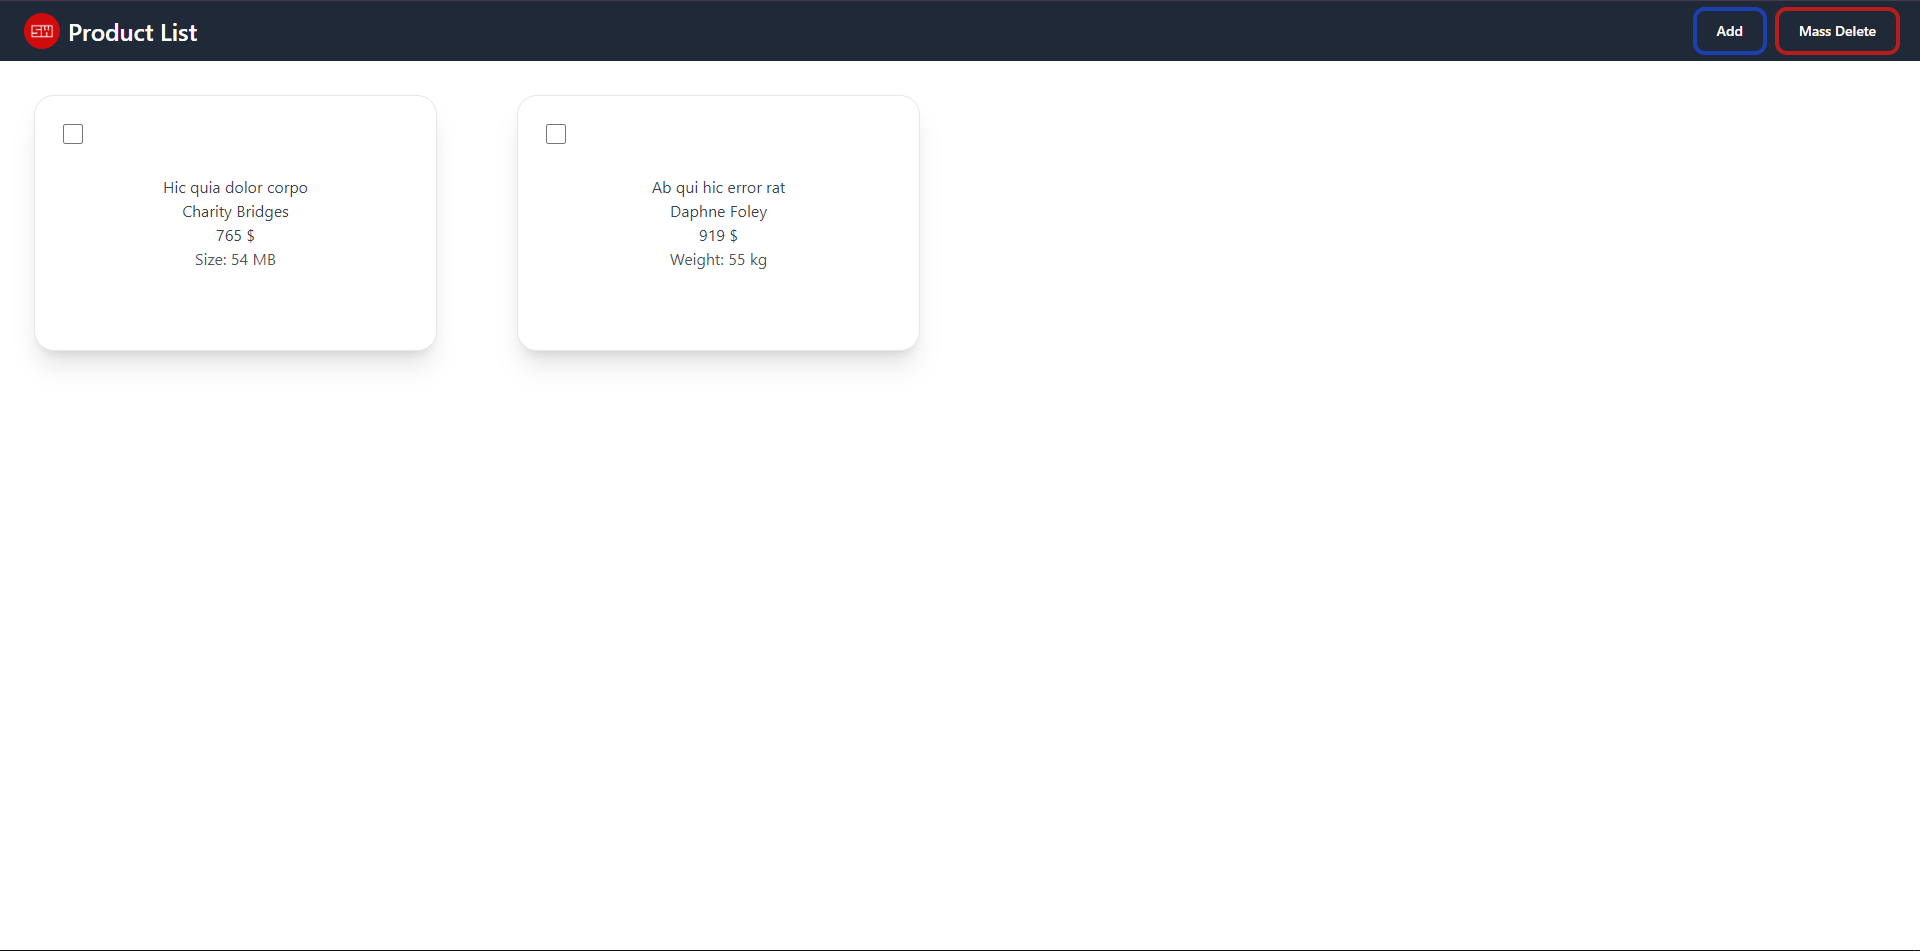 SW Product List
Add
Mass Delete
Hic quia dolor corpo
Charity Bridges
765 $
Size: 54 MB
Ab qui hic error rat
Daphne Foley
919 $
Weight: 55 kg